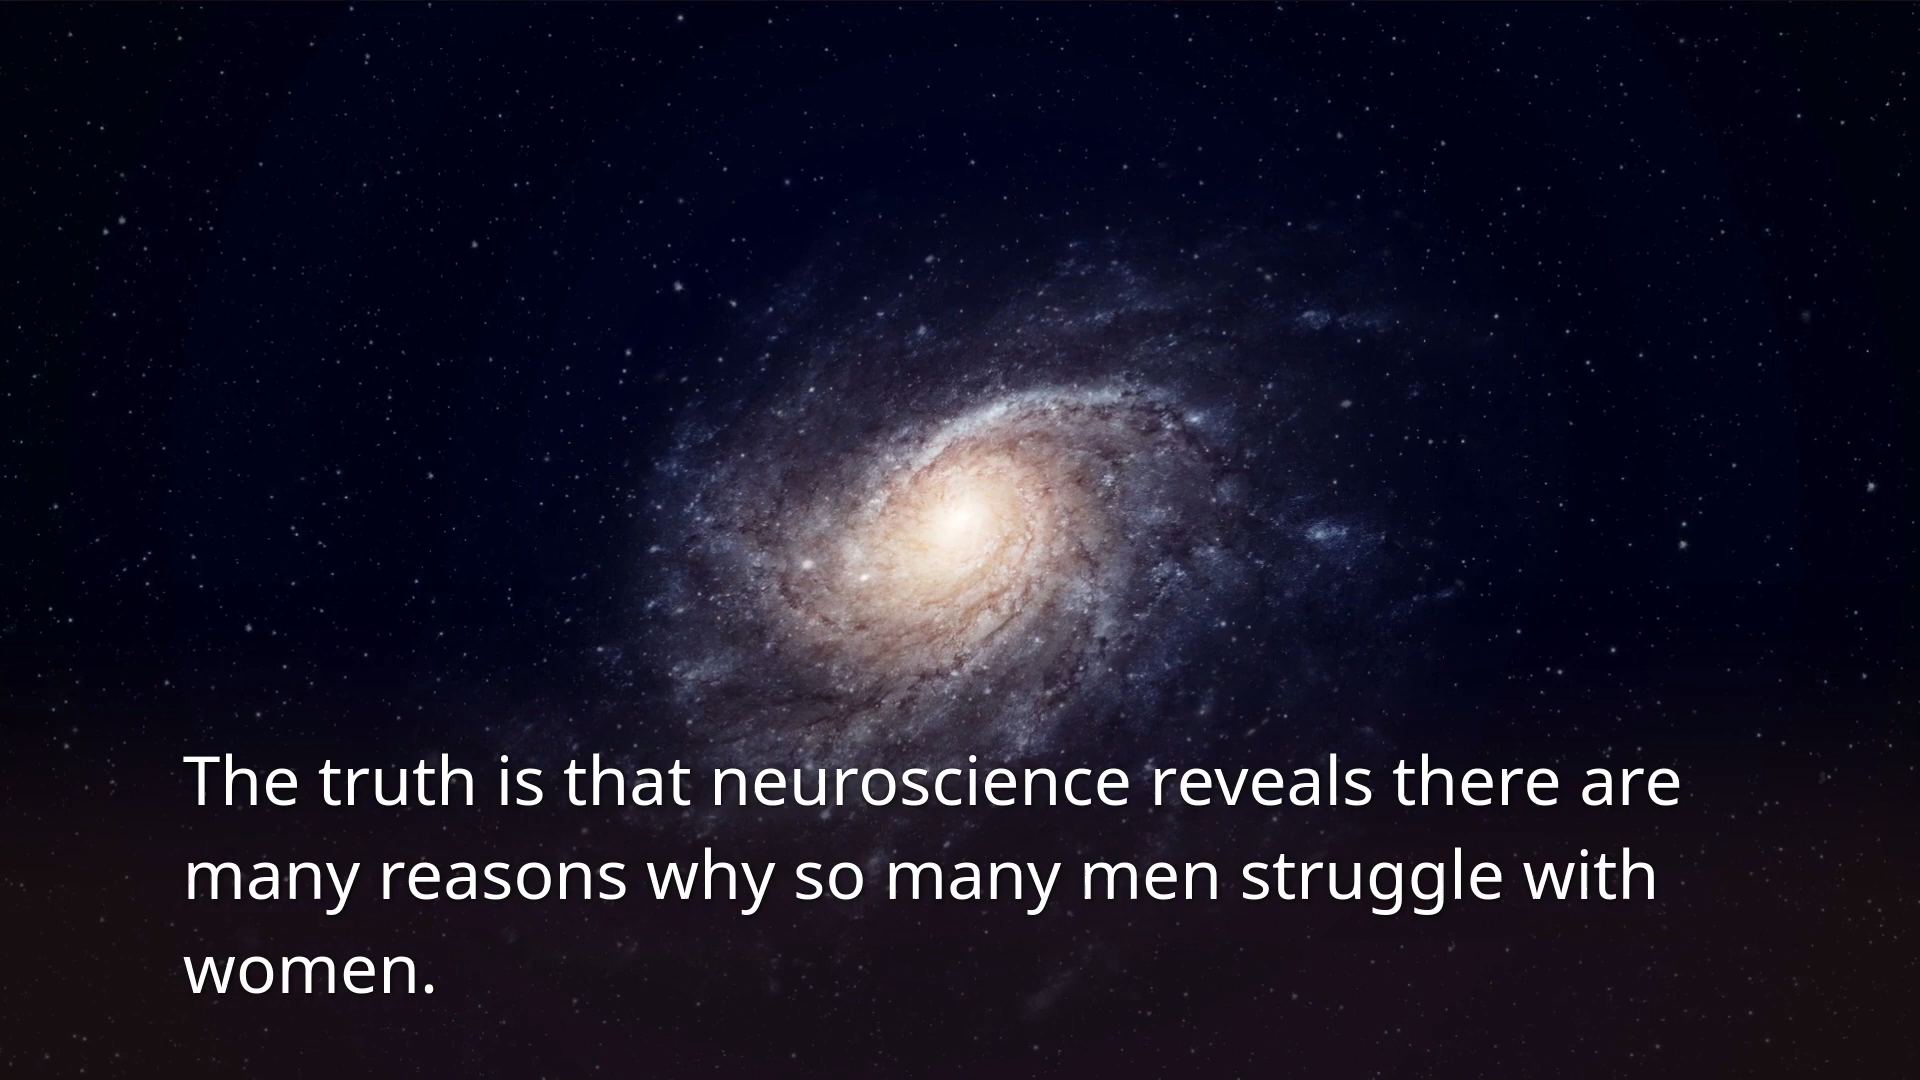 The truth is that neuroscience reveals there are
many reasons why so many men struggle with
women.